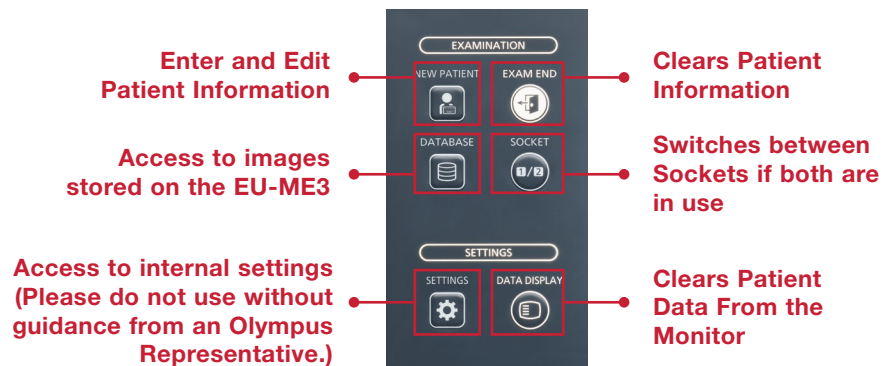 EXAMINATION
Enter and Edit
Patient Information
NEW PATIENT
EXAM END
Clears Patient
Information
Access to images
stored on the EU-ME3
DATABASE
SOCKET
1/2
Switches between
Sockets if both are
in use
SETTINGS
Access to internal settings
(Please do not use without
guidance from an Olympus
Representative.)
SETTINGS
DATA DISPLAY
Clears Patient
Data From the
Monitor